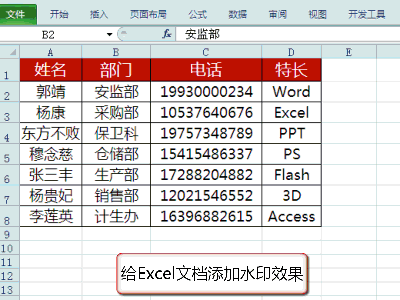 文件 开始 插入 页面布局 公式 数据 审阅 视图 开发工具
B2 fx 安监部
A B C D E F
1 姓名 部门 电话 特长
2 郭靖 安监部 19930000234 Word
3 杨康 采购部 10537640676 Excel
4 东方不败 保卫科 19757348789 PPT
5 穆念慈 仓储部 15415486337 PS
6 张三丰 生产部 17288204882 Flash
7 杨贵妃 销售部 12021546552 3D
8 李莲英 计生办 16396882615 Access
9
10
11
12
13
给Excel文档添加水印效果